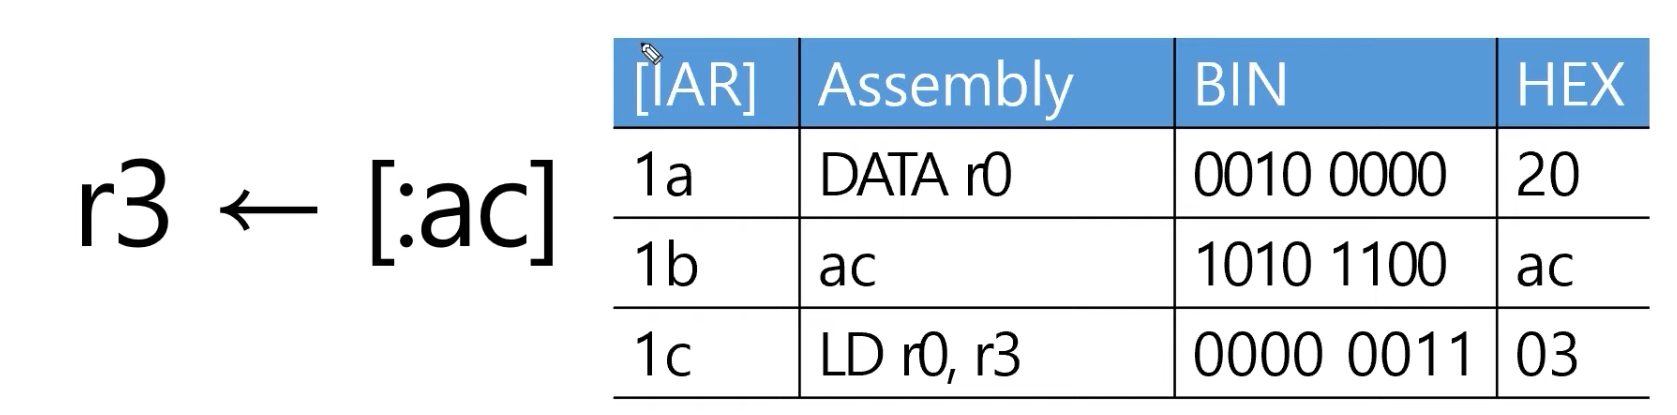 r3 ← [:ac]
[IAR] Assembly BIN HEX
1a DATA r0 0010 0000 20
1b ac 1010 1100 ac
1c LD r0, r3 0000 0011 03